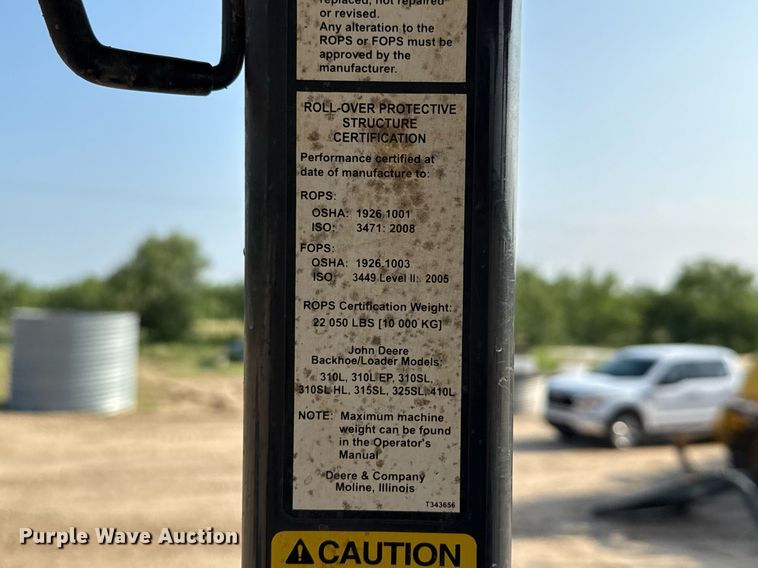 replaced, not repaired
or revised.
Any alteration to the
ROPS or FOPS must be
approved by the
manufacturer.
ROLL-OVER PROTECTIVE
STRUCTURE
CERTIFICATION
Performance certified at
date of manufacture to:
ROPS:
OSHA: 1926.1001
ISO: 3471: 2008
FOPS:
OSHA: 1926.1003
ISO: 3449 Level II: 2005
ROPS Certification Weight:
22 050 LBS [10 000 KG]
John Deere
Backhoe/Loader Models:
310L, 310L EP, 310SL,
310SL HL, 315SL, 325SL, 410L
NOTE: Maximum machine
weight can be found
in the Operator's
Manual
Deere & Company
Moline, Illinois
T343656
CAUTION
Purple Wave Auction